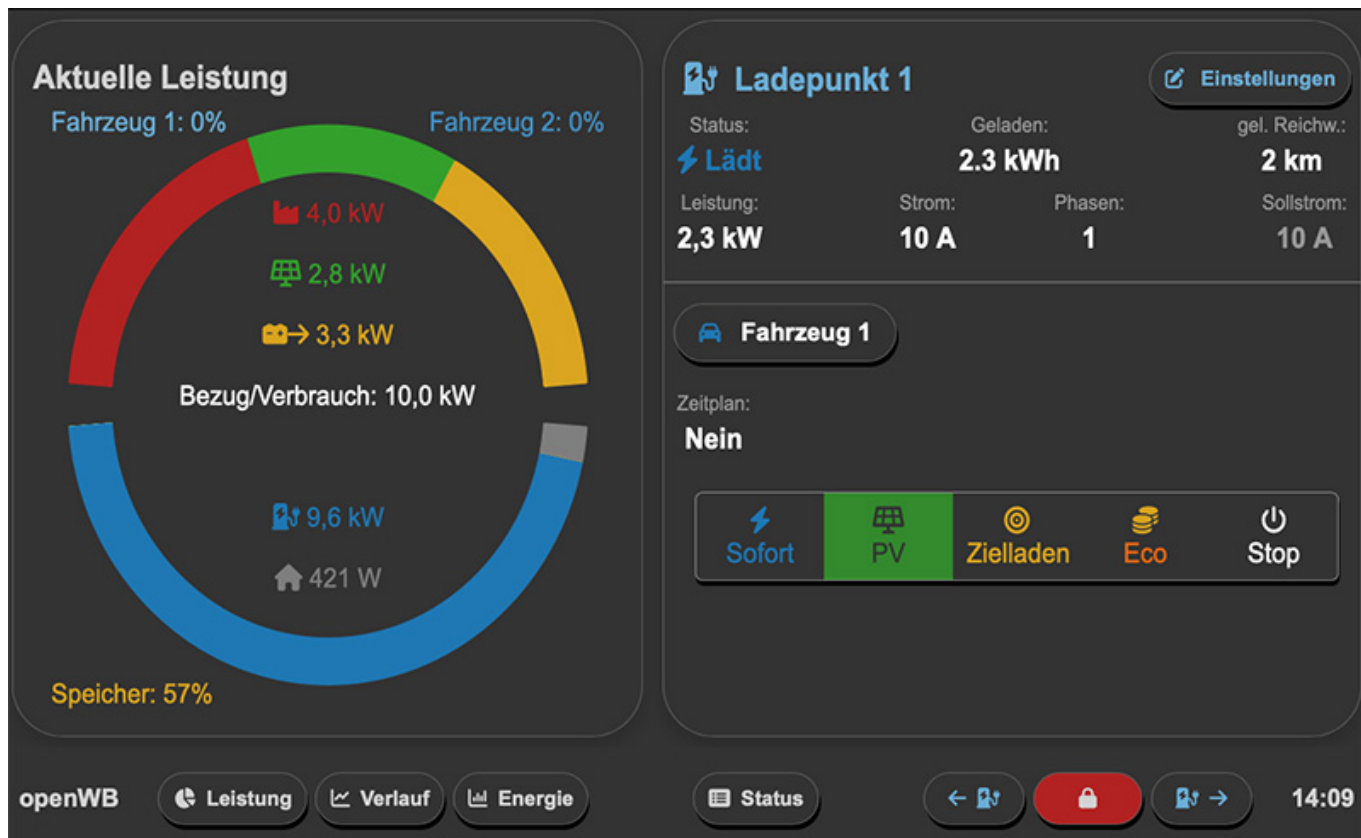 Aktuelle Leistung
Fahrzeug 1: 0%
Fahrzeug 2: 0%
4,0 kW
2,8 kW
3,3 kW
Bezug/Verbrauch: 10,0 kW
9,6 kW
421 W
Speicher: 57%
Ladepunkt 1
Einstellungen
Status: Geladen: gel. Reichw.:
Lädt 2.3 kWh 2 km
Leistung: Strom: Phasen: Sollstrom:
2,3 kW 10 A 1 10 A
Fahrzeug 1
Zeitplan:
Nein
Sofort PV Zielladen Eco Stop
openWB Leistung Verlauf Energie Status 14:09